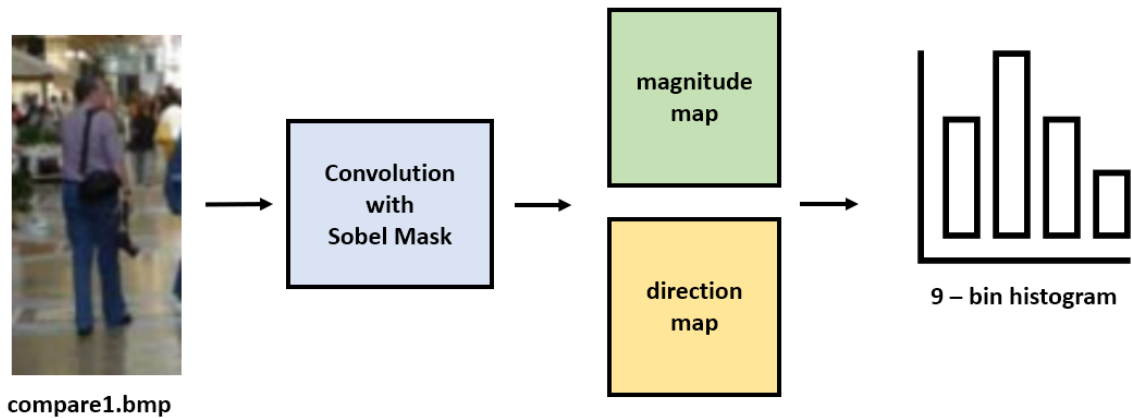 compare1.bmp
Convolution
with
Sobel Mask
magnitude
map
direction
map
9 – bin histogram